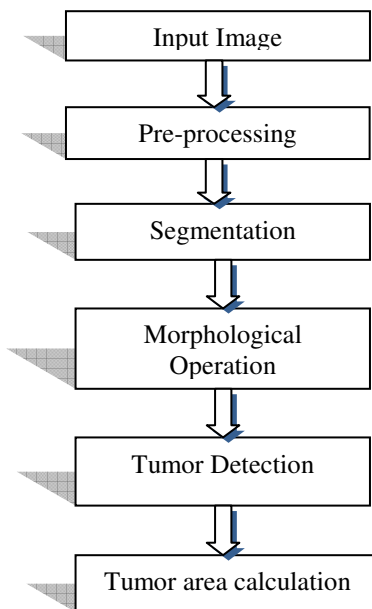 Input Image
Pre-processing
Segmentation
Morphological
Operation
Tumor Detection
Tumor area calculation